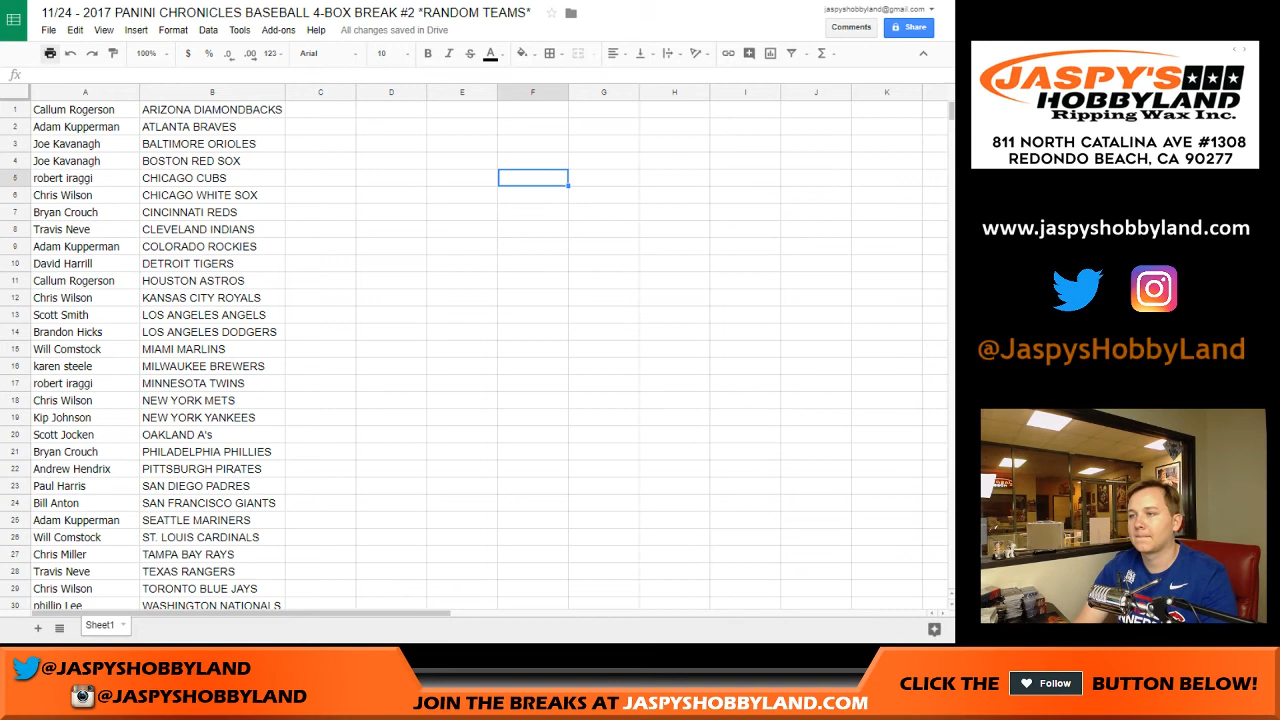 11/24 - 2017 PANINI CHRONICLES BASEBALL 4-BOX BREAK #2 *RANDOM TEAMS*
jaspyshobbyland@gmail.com
File Edit View Insert Format Data Tools Add-ons Help All changes saved in Drive
Comments Share
100% $ % .0 .00 123 Arial 10 B I S A
fx
A B C D E F G H I J K
1 Callum Rogerson ARIZONA DIAMONDBACKS
2 Adam Kupperman ATLANTA BRAVES
3 Joe Kavanagh BALTIMORE ORIOLES
4 Joe Kavanagh BOSTON RED SOX
5 robert iraggi CHICAGO CUBS
6 Chris Wilson CHICAGO WHITE SOX
7 Bryan Crouch CINCINNATI REDS
8 Travis Neve CLEVELAND INDIANS
9 Adam Kupperman COLORADO ROCKIES
10 David Harrill DETROIT TIGERS
11 Callum Rogerson HOUSTON ASTROS
12 Chris Wilson KANSAS CITY ROYALS
13 Scott Smith LOS ANGELES ANGELS
14 Brandon Hicks LOS ANGELES DODGERS
15 Will Comstock MIAMI MARLINS
16 karen steele MILWAUKEE BREWERS
17 robert iraggi MINNESOTA TWINS
18 Chris Wilson NEW YORK METS
19 Kip Johnson NEW YORK YANKEES
20 Scott Jocken OAKLAND A's
21 Bryan Crouch PHILADELPHIA PHILLIES
22 Andrew Hendrix PITTSBURGH PIRATES
23 Paul Harris SAN DIEGO PADRES
24 Bill Anton SAN FRANCISCO GIANTS
25 Adam Kupperman SEATTLE MARINERS
26 Will Comstock ST. LOUIS CARDINALS
27 Chris Miller TAMPA BAY RAYS
28 Travis Neve TEXAS RANGERS
29 Chris Wilson TORONTO BLUE JAYS
30 phillip Lee WASHINGTON NATIONALS
Sheet1
JASPY'S
HOBBYLAND
Ripping Wax Inc.
811 NORTH CATALINA AVE #1308
REDONDO BEACH, CA 90277
www.jaspyshobbyland.com
@JaspysHobbyLand
@JASPYSHOBBYLAND
@JASPYSHOBBYLAND
JOIN THE BREAKS AT JASPYSHOBBYLAND.COM
CLICK THE Follow BUTTON BELOW!